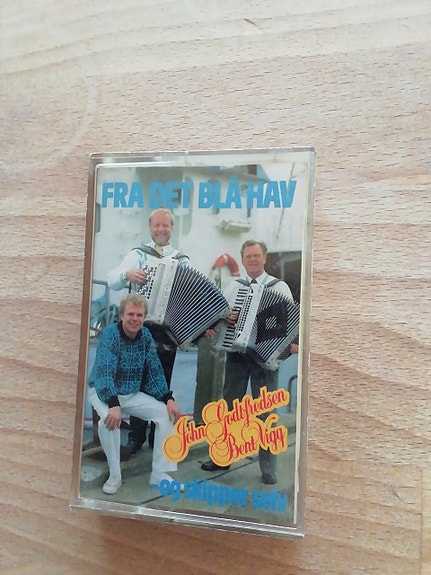 FRA DET BLÅ HAV
John Godtfredsen
Bent Vigg
-og skipper selv